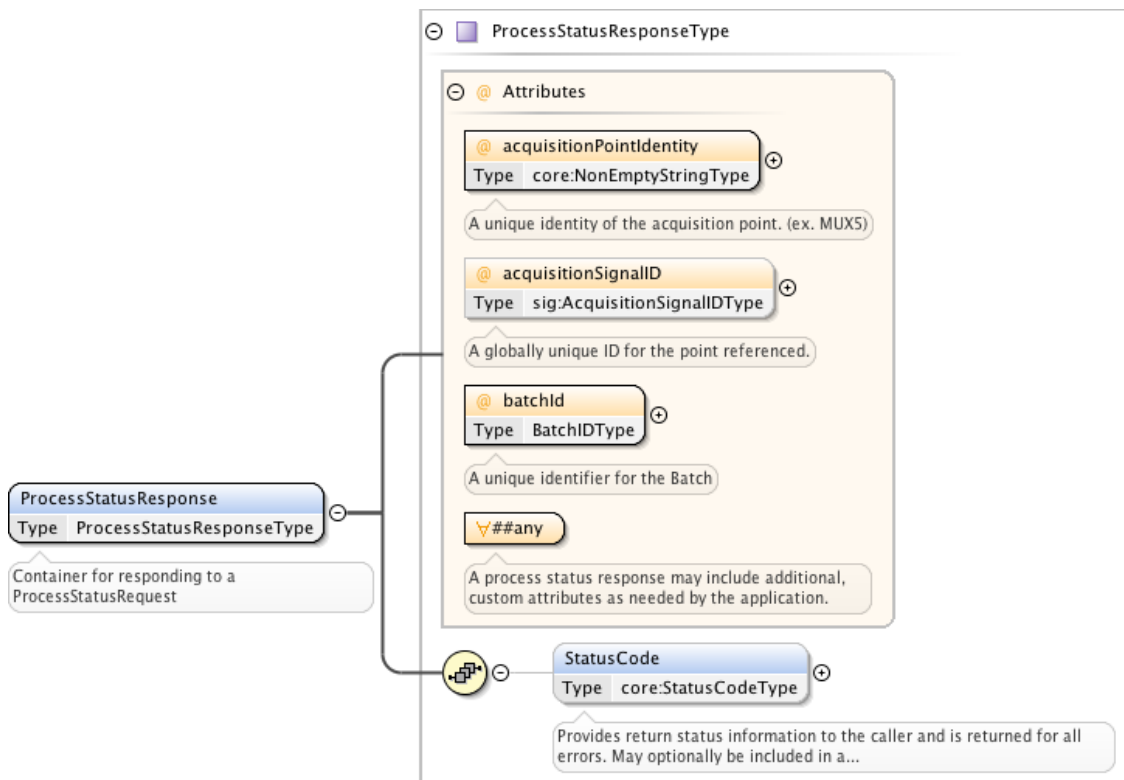 ProcessStatusResponseType
@ Attributes
@ acquisitionPointIdentity
Type core:NonEmptyStringType
A unique identity of the acquisition point. (ex. MUX5)
@ acquisitionSignalID
Type sig:AcquisitionSignalIDType
A globally unique ID for the point referenced.
@ batchId
Type BatchIDType
A unique identifier for the Batch
∀##any
A process status response may include additional,
custom attributes as needed by the application.
ProcessStatusResponse
Type ProcessStatusResponseType
Container for responding to a
ProcessStatusRequest
StatusCode
Type core:StatusCodeType
Provides return status information to the caller and is returned for all
errors. May optionally be included in a...